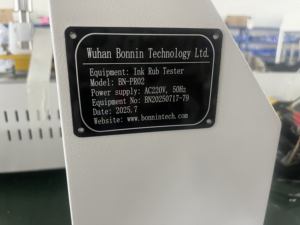 Wuhan Bonnin Technology Ltd.
Equipment: Ink Rub Tester
Model: BN-PR02
Power supply: AC220V, 50Hz
Equipment No: BN20250717-79
Date: 2025.7
Website: www.bonnintech.com